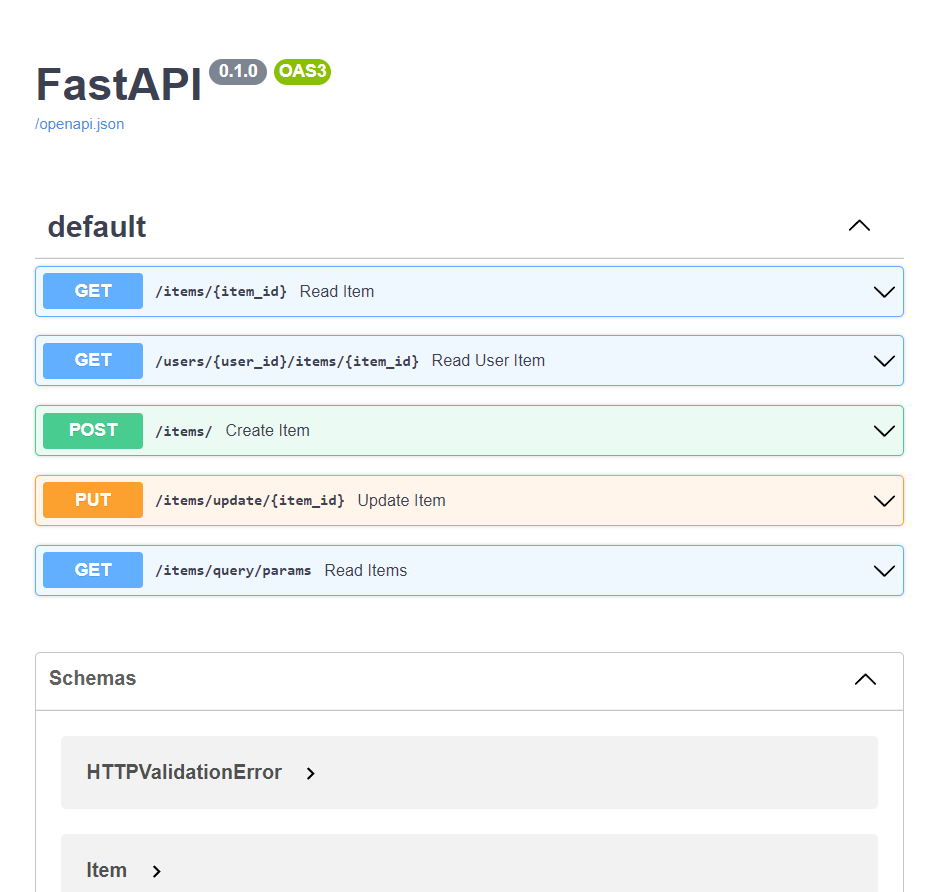 FastAPI 0.1.0 OAS3
/openapi.json
default
GET /items/{item_id} Read Item
GET /users/{user_id}/items/{item_id} Read User Item
POST /items/ Create Item
PUT /items/update/{item_id} Update Item
GET /items/query/params Read Items
Schemas
HTTPValidationError
Item